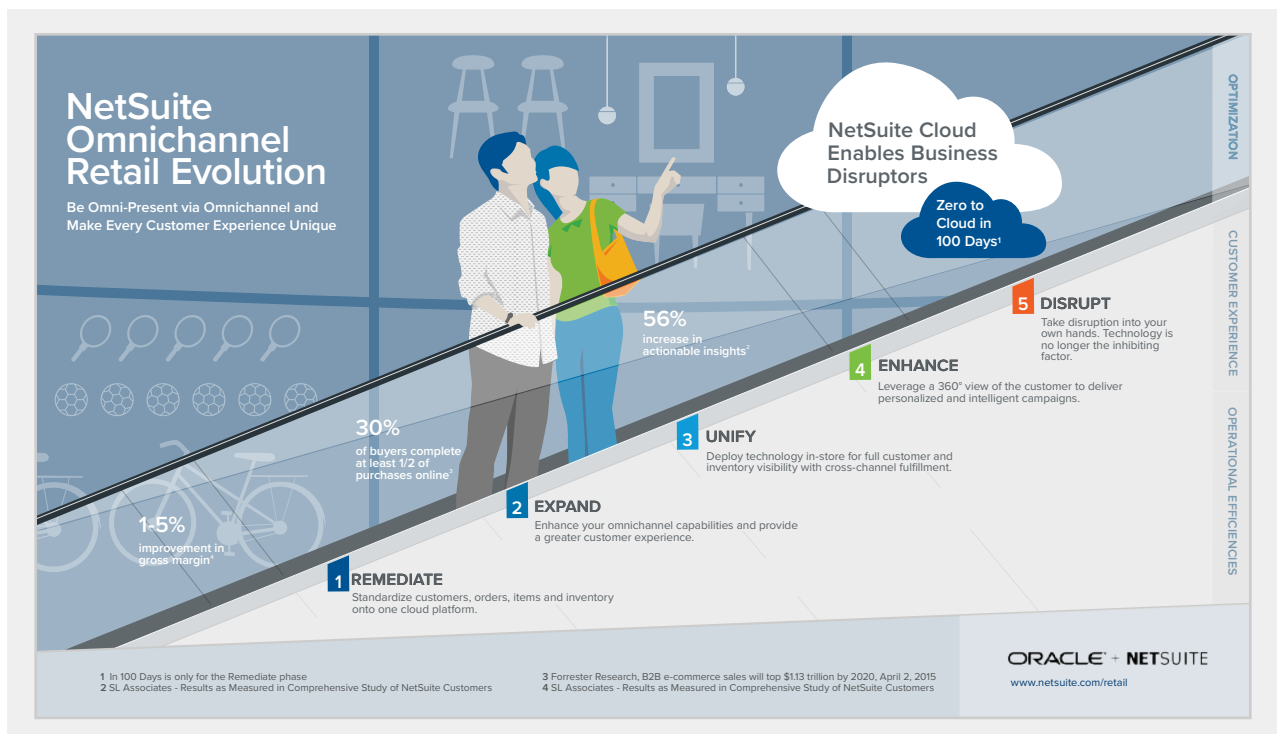 NetSuite
Omnichannel
Retail Evolution
Be Omni-Present via Omnichannel and
Make Every Customer Experience Unique
NetSuite Cloud
Enables Business
Disruptors
Zero to
Cloud in
100 Days¹
OPTIMIZATION
CUSTOMER EXPERIENCE
OPERATIONAL EFFICIENCIES
56%
increase in
actionable insights²
30%
of buyers complete
at least 1/2 of
purchases online³
1-5%
improvement in
gross margin⁴
5 DISRUPT
Take disruption into your
own hands. Technology is
no longer the inhibiting
factor.
4 ENHANCE
Leverage a 360° view of the customer to deliver
personalized and intelligent campaigns.
3 UNIFY
Deploy technology in-store for full customer and
inventory visibility with cross-channel fulfillment.
2 EXPAND
Enhance your omnichannel capabilities and provide
a greater customer experience.
1 REMEDIATE
Standardize customers, orders, items and inventory
onto one cloud platform.
1 In 100 Days is only for the Remediate phase
2 SL Associates - Results as Measured in Comprehensive Study of NetSuite Customers
3 Forrester Research, B2B e-commerce sales will top $1.13 trillion by 2020, April 2, 2015
4 SL Associates - Results as Measured in Comprehensive Study of NetSuite Customers
ORACLE + NETSUITE
www.netsuite.com/retail